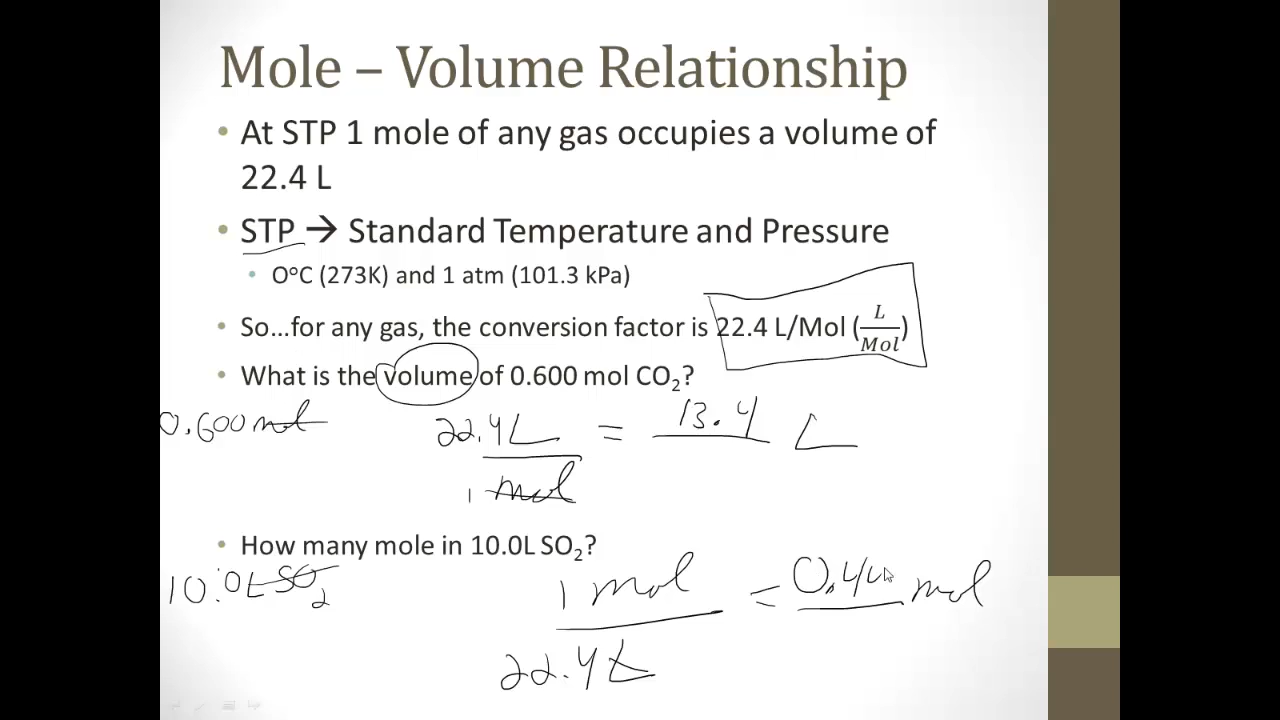 Mole – Volume Relationship
• At STP 1 mole of any gas occupies a volume of
22.4 L
• STP → Standard Temperature and Pressure
• 0°C (273K) and 1 atm (101.3 kPa)
• So...for any gas, the conversion factor is 22.4 L/Mol (L/Mol)
• What is the volume of 0.600 mol CO₂?
0.600 mol 22.4 L = 13.4 L
1 mol
• How many mole in 10.0L SO₂?
10.0L SO₂ 1 mol = mol
22.4 L